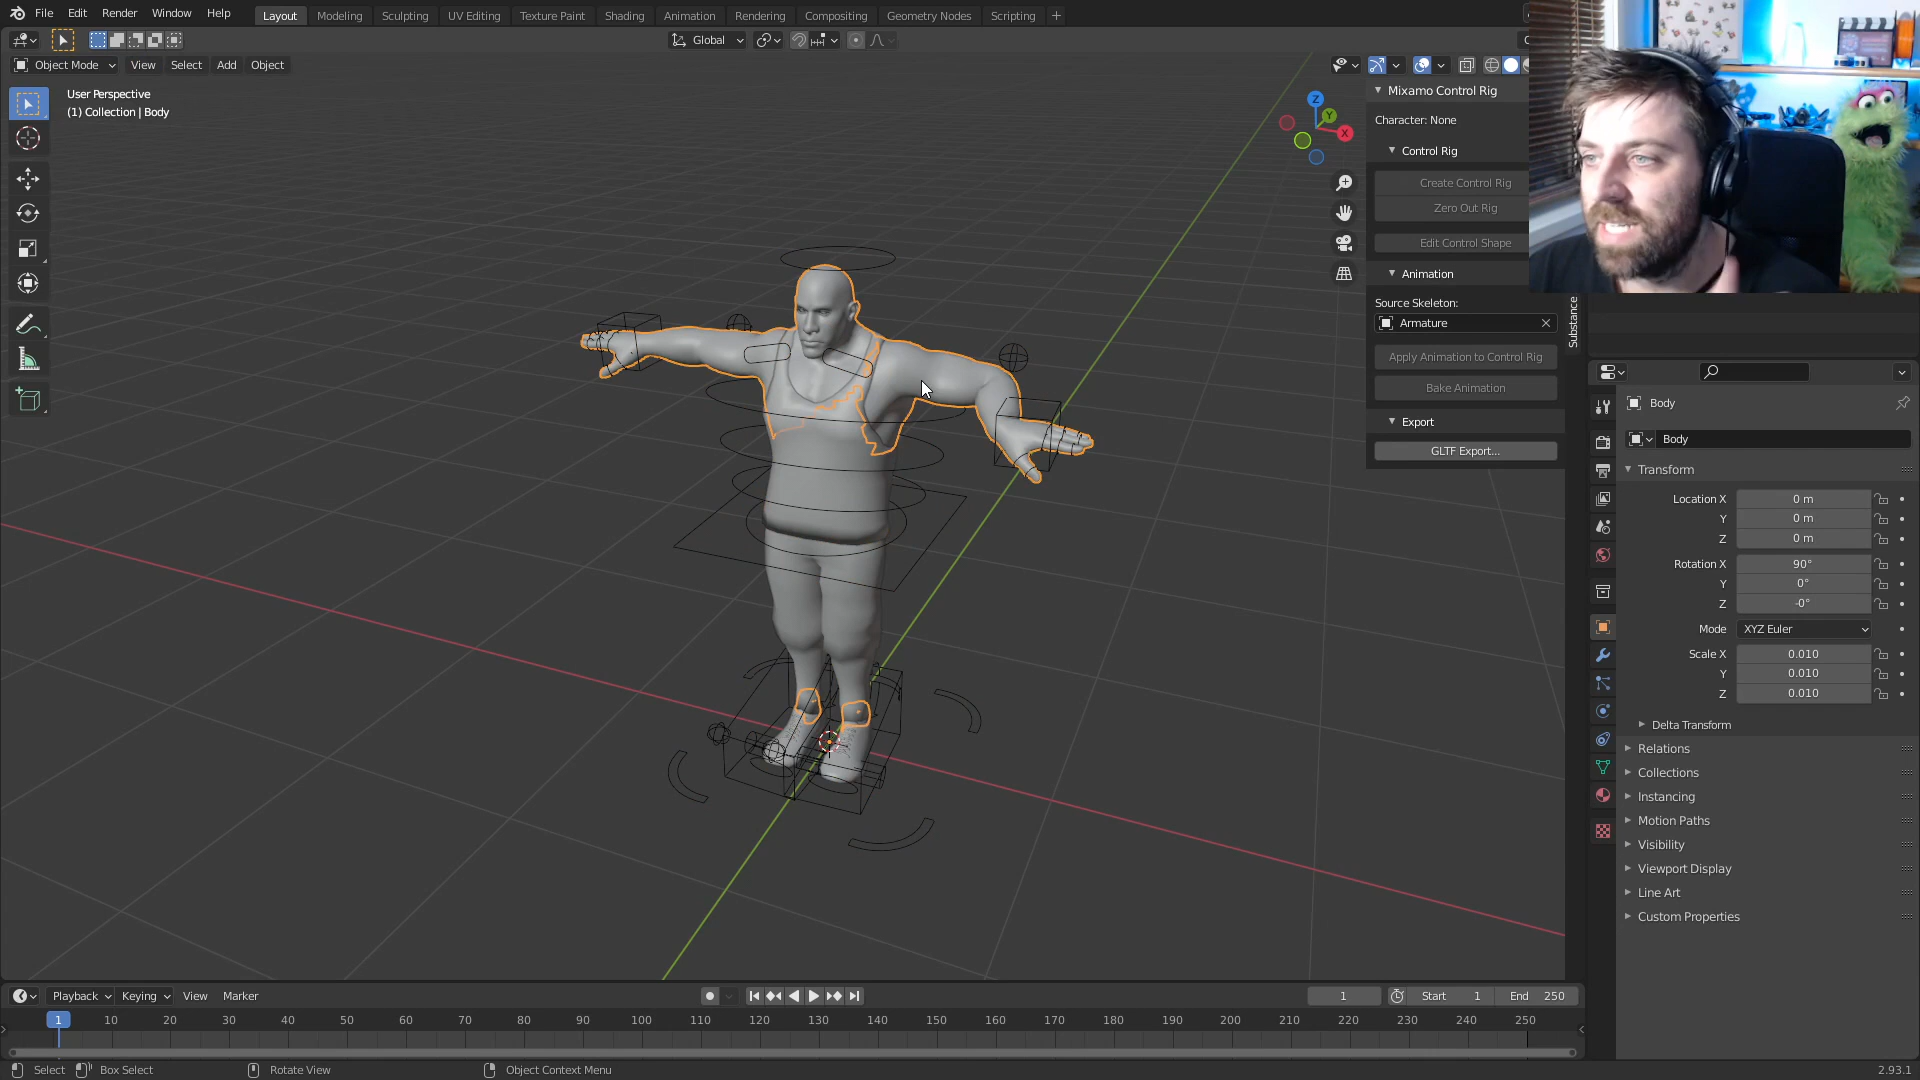 File Edit Render Window Help Layout Modeling Sculpting UV Editing Texture Paint Shading Animation Rendering Compositing Geometry Nodes Scripting +
Global
Object Mode View Select Add Object
User Perspective
(1) Collection | Body
Z
Y
X
Mixamo Control Rig
Character: None
Control Rig
Create Control Rig
Zero Out Rig
Edit Control Shape
Animation
Source Skeleton:
Armature
Apply Animation to Control Rig
Bake Animation
Export
GLTF Export...
Substance
Body
Body
Transform
Location X 0 m
Y 0 m
Z 0 m
Rotation X 90°
Y 0°
Z -0°
Mode XYZ Euler
Scale X 0.010
Y 0.010
Z 0.010
Delta Transform
Relations
Collections
Instancing
Motion Paths
Visibility
Viewport Display
Line Art
Custom Properties
Playback Keying View Marker 1 Start 1 End 250
1 10 20 30 40 50 60 70 80 90 100 110 120 130 140 150 160 170 180 190 200 210 220 230 240 250
Select Box Select Rotate View Object Context Menu 2.93.1